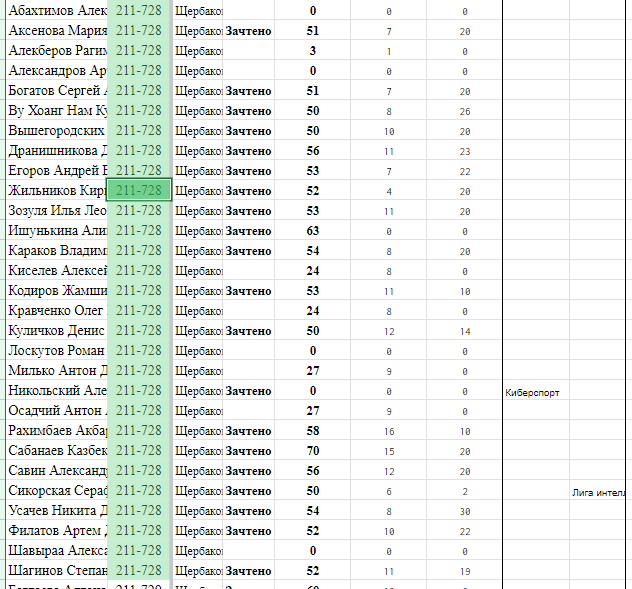 Абахтимов Алек 211-728 Щербако 0 0 0
Аксенова Мария 211-728 Щербако Зачтено 51 7 20
Алекберов Рагим 211-728 Щербако 3 1 0
Александров Ар 211-728 Щербако 0 0 0
Богатов Сергей А 211-728 Щербако Зачтено 51 7 20
Ву Хоанг Нам Ку 211-728 Щербако Зачтено 50 8 26
Вышегородских 211-728 Щербако Зачтено 50 10 20
Дранишникова Д 211-728 Щербако Зачтено 56 11 23
Егоров Андрей В 211-728 Щербако Зачтено 53 7 22
Жильников Кири 211-728 Щербако Зачтено 52 4 20
Зозуля Илья Лео 211-728 Щербако Зачтено 53 11 20
Ишунькина Али 211-728 Щербако Зачтено 63 0 0
Караков Владим 211-728 Щербако Зачтено 54 8 20
Киселев Алексей 211-728 Щербако 24 8 0
Кодиров Жамши 211-728 Щербако Зачтено 53 11 10
Кравченко Олег 211-728 Щербако 24 8 0
Куличков Денис 211-728 Щербако Зачтено 50 12 14
Лоскутов Роман 211-728 Щербако 0 0 0
Милько Антон Д 211-728 Щербако 27 9 0
Никольский Але 211-728 Щербако Зачтено 0 0 0 Киберспорт
Осадчий Антон 211-728 Щербако 27 9 0
Рахимбаев Акба 211-728 Щербако Зачтено 58 16 10
Сабанаев Казбек 211-728 Щербако Зачтено 70 15 20
Савин Александ 211-728 Щербако Зачтено 56 12 20
Сикорская Сераф 211-728 Щербако Зачтено 50 6 2 Лига интелл
Усачев Никита Д 211-728 Щербако Зачтено 54 8 30
Филатов Артем 211-728 Щербако Зачтено 52 10 22
Шавыраа Алекса 211-728 Щербако 0 0 0
Шагинов Степан 211-728 Щербако Зачтено 52 11 19